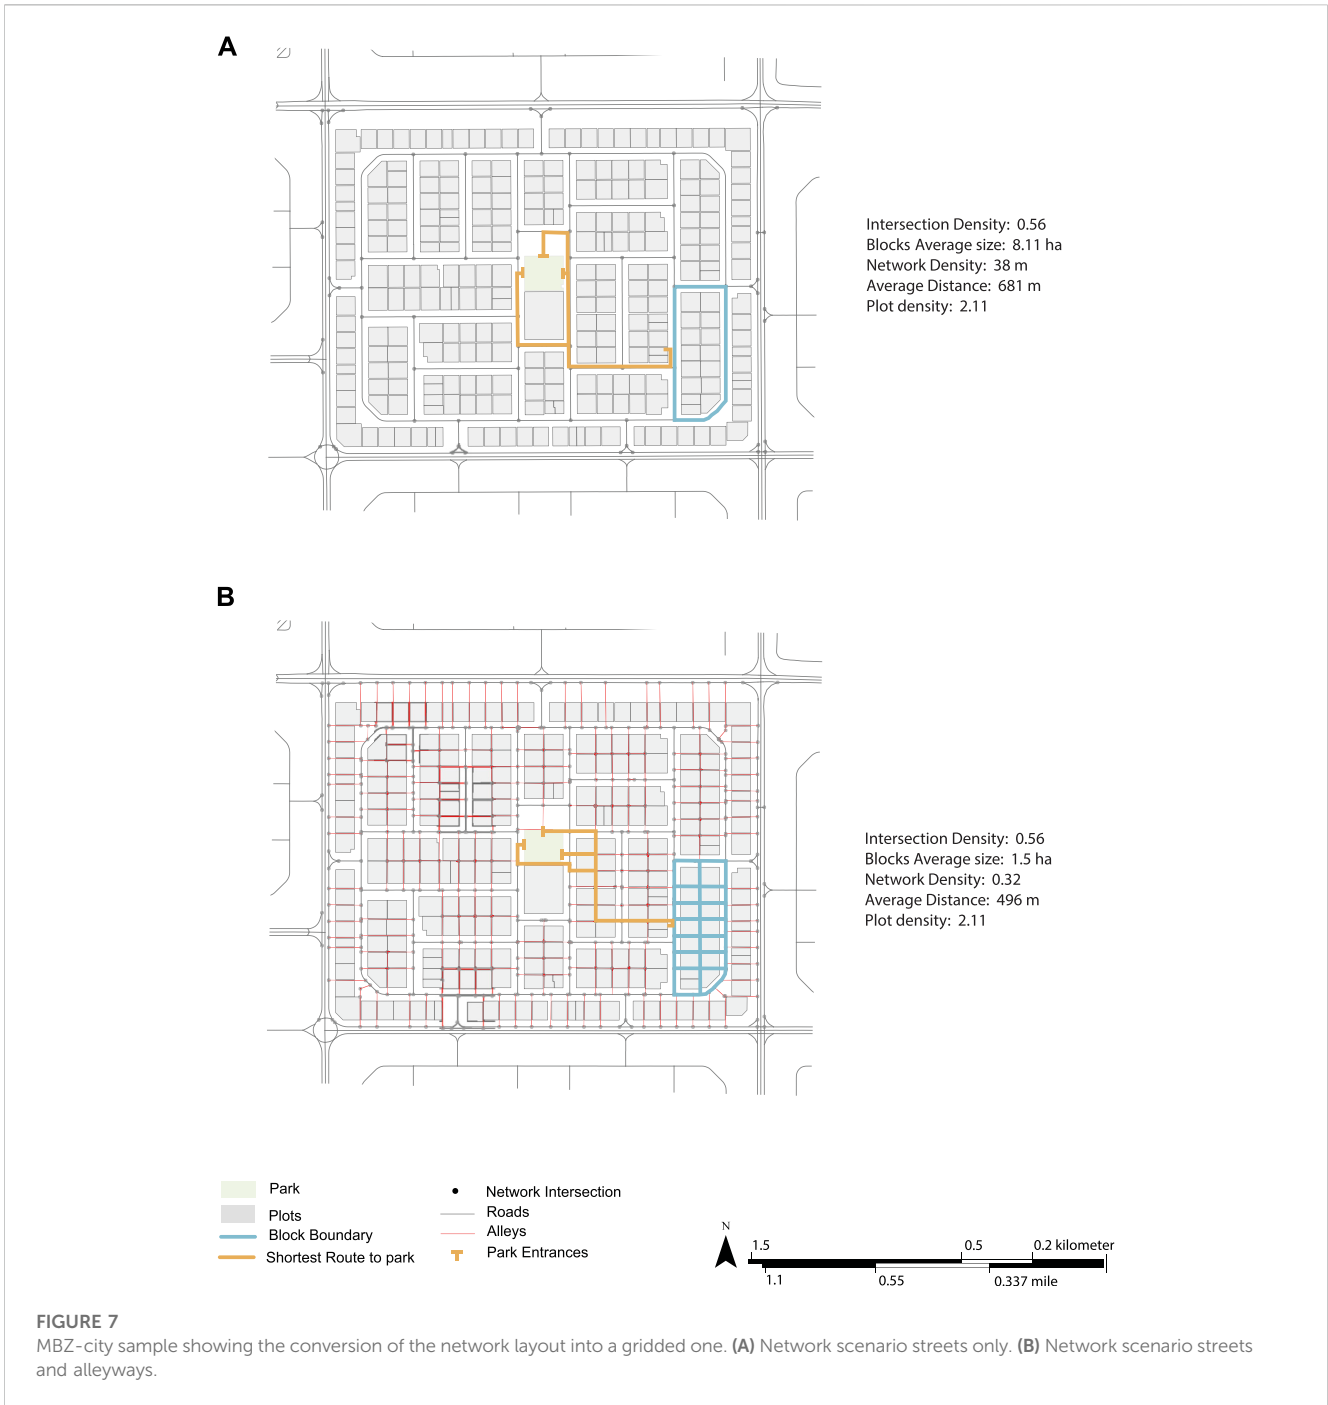 A
Intersection Density: 0.56
Blocks Average size: 8.11 ha
Network Density: 38 m
Average Distance: 681 m
Plot density: 2.11
B
Intersection Density: 0.56
Blocks Average size: 1.5 ha
Network Density: 0.32
Average Distance: 496 m
Plot density: 2.11
Park
Plots
Block Boundary
Shortest Route to park
Network Intersection
Roads
Alleys
Park Entrances
N
1.5 0.5 0.2 kilometer
1.1 0.55 0.337 mile
FIGURE 7
MBZ-city sample showing the conversion of the network layout into a gridded one. (A) Network scenario streets only. (B) Network scenario streets
and alleyways.